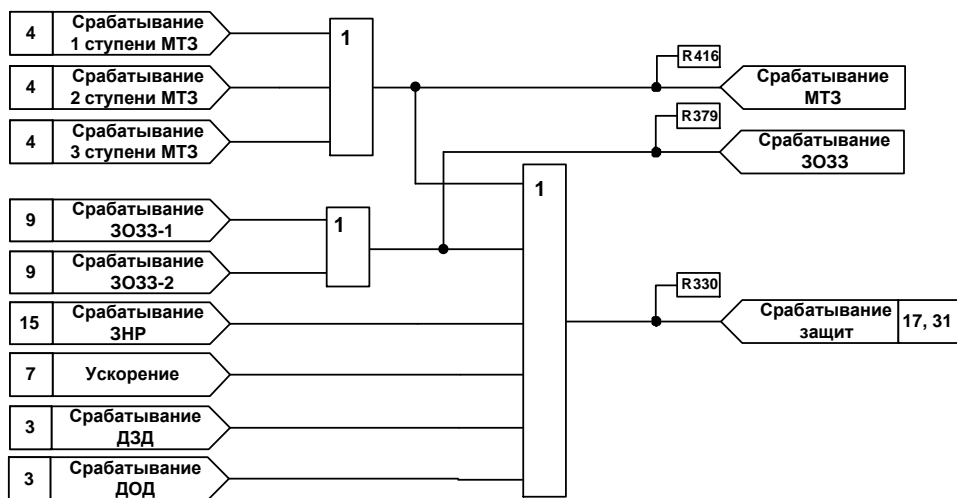 4
Срабатывание
1 ступени МТЗ
4
Срабатывание
2 ступени МТЗ
4
Срабатывание
3 ступени МТЗ
1
R416
Срабатывание
МТЗ
R379
Срабатывание
ЗОЗЗ
9
Срабатывание
ЗОЗЗ-1
9
Срабатывание
ЗОЗЗ-2
1
1
15
Срабатывание
ЗНР
7
Ускорение
3
Срабатывание
ДЗД
3
Срабатывание
ДОД
R330
Срабатывание
защит
17, 31